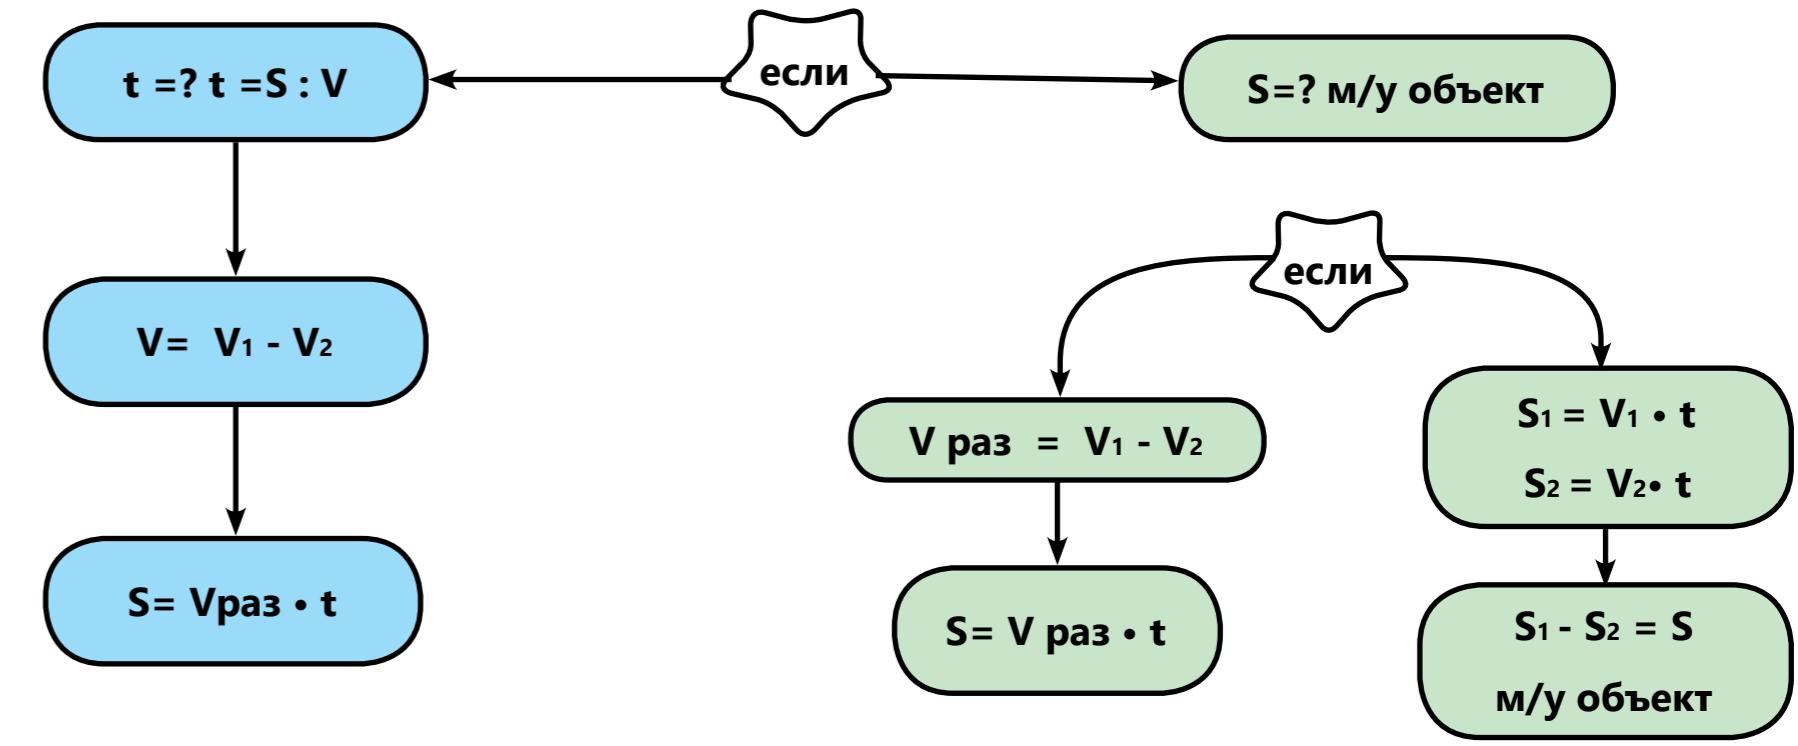 t =? t =S : V
если
S=? м/у объект
V= V₁ - V₂
S= Vраз • t
если
V раз = V₁ - V₂
S= V раз • t
S₁ = V₁ • t
S₂ = V₂• t
S₁ - S₂ = S
м/у объект